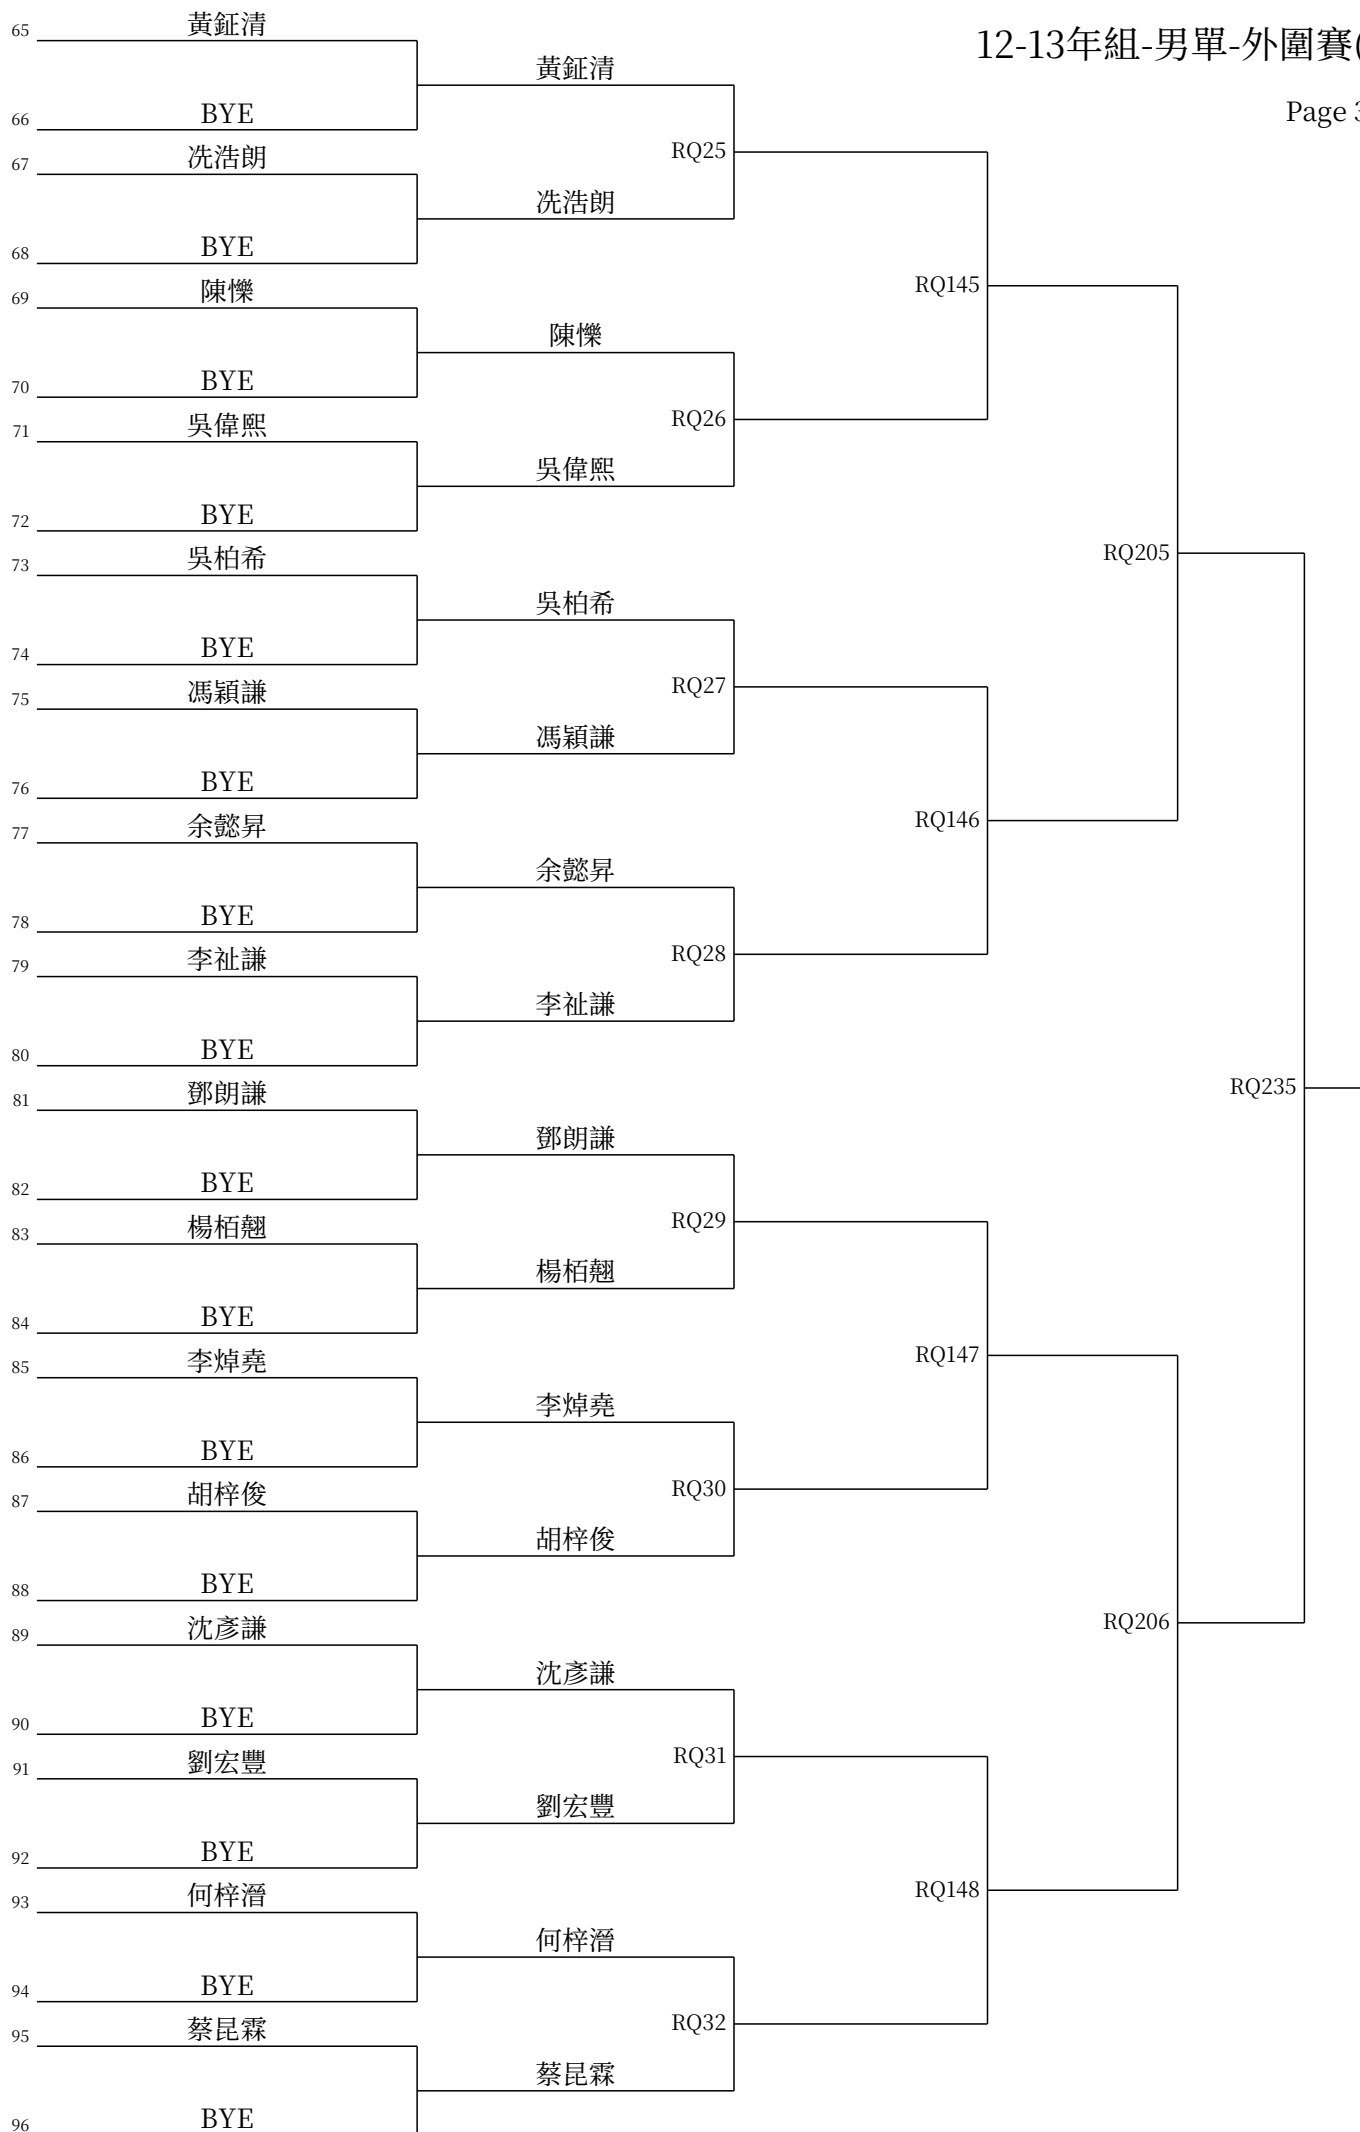 12-13年組-男單-外圍賽(
Page 3
65 黃鉦清
黃鉦清
66 BYE
RQ25
67 冼浩朗
冼浩朗
68 BYE
RQ145
69 陳懰
陳懰
70 BYE
RQ26
71 吳偉熙
吳偉熙
72 BYE
RQ205
73 吳柏希
吳柏希
74 BYE
RQ27
75 馮穎謙
馮穎謙
76 BYE
RQ146
77 余懿昇
余懿昇
78 BYE
RQ28
79 李祉謙
李祉謙
80 BYE
RQ235
81 鄧朗謙
鄧朗謙
82 BYE
RQ29
83 楊栢翹
楊栢翹
84 BYE
RQ147
85 李焯堯
李焯堯
86 BYE
RQ30
87 胡梓俊
胡梓俊
88 BYE
RQ206
89 沈彥謙
沈彥謙
90 BYE
RQ31
91 劉宏豐
劉宏豐
92 BYE
RQ148
93 何梓溍
何梓溍
94 BYE
RQ32
95 蔡昆霖
蔡昆霖
96 BYE